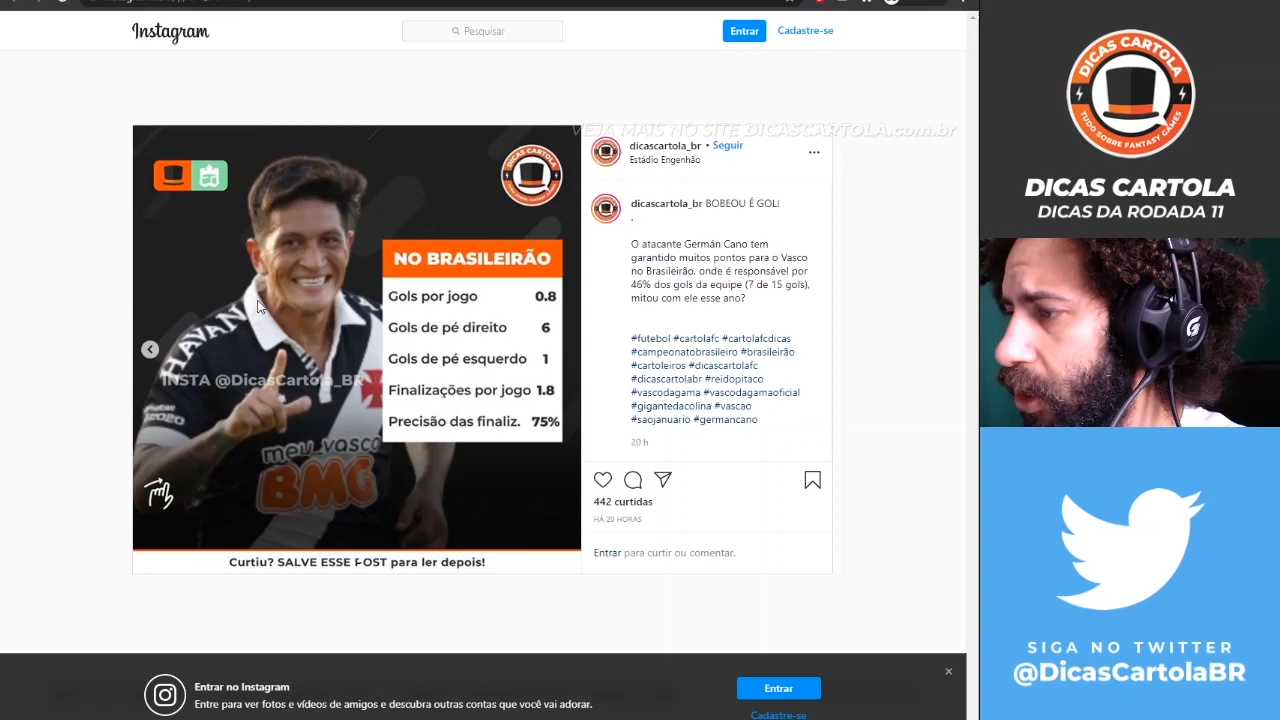 Instagram
Pesquisar
Entrar
Cadastre-se
VEJA MAIS NO SITE DICASCARTOLA.com.br
DICAS CARTOLA
TUDO SOBRE FANTASY GAMES
DICAS CARTOLA
DICAS DA RODADA 11
DICAS CARTOLA
NO BRASILEIRÃO
Gols por jogo 0.8
Gols de pé direito 6
Gols de pé esquerdo 1
Finalizações por jogo 1.8
Precisão das finaliz. 75%
HAVAN
INSTA @DicasCartola_BR
meu vasco
BMG
Curtiu? SALVE ESSE POST para ler depois!
dicascartola_br • Seguir
Estádio Engenhão
dicascartola_br BOBEOU É GOL!
.
O atacante Germán Cano tem
garantido muitos pontos para o Vasco
no Brasileirão, onde é responsável por
46% dos gols da equipe (7 de 15 gols),
mitou com ele esse ano?
#futebol #cartolafc #cartolafcdicas
#campeonatobrasileiro #brasileirão
#cartoleiros #dicascartolafc
#dicascartolabr #reidopitaco
#vascodagama #vascodagamaoficial
#gigantedacolina #vascao
#saojanuario #germancano
20 h
442 curtidas
HÁ 20 HORAS
Entrar para curtir ou comentar.
Entrar no Instagram
Entre para ver fotos e vídeos de amigos e descubra outras contas que você vai adorar.
Entrar
Cadastre-se
SIGA NO TWITTER
@DicasCartolaBR